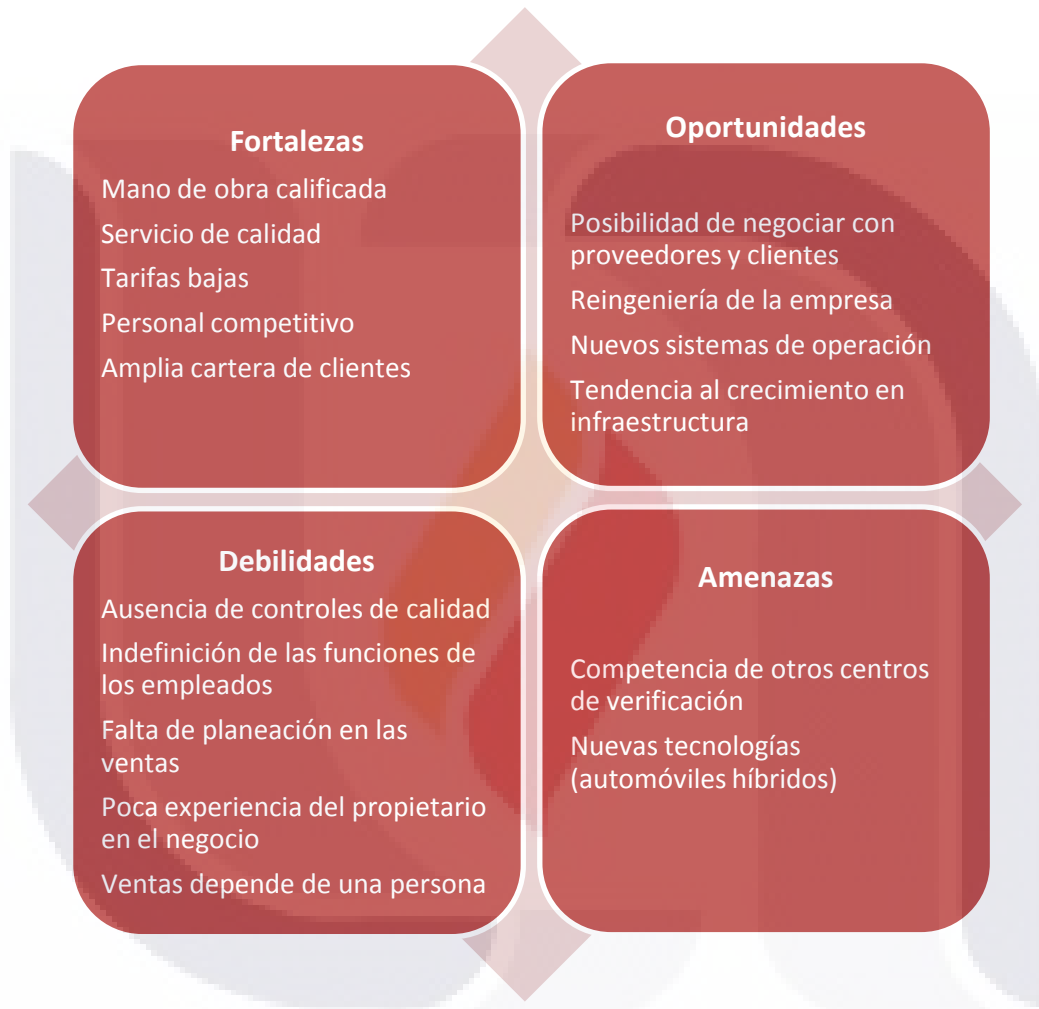 Fortalezas
Mano de obra calificada
Servicio de calidad
Tarifas bajas
Personal competitivo
Amplia cartera de clientes
Oportunidades
Posibilidad de negociar con
proveedores y clientes
Reingeniería de la empresa
Nuevos sistemas de operación
Tendencia al crecimiento en
infraestructura
Debilidades
Ausencia de controles de calidad
Indefinición de las funciones de
los empleados
Falta de planeación en las
ventas
Poca experiencia del propietario
en el negocio
Ventas depende de una persona
Amenazas
Competencia de otros centros
de verificación
Nuevas tecnologías
(automóviles híbridos)